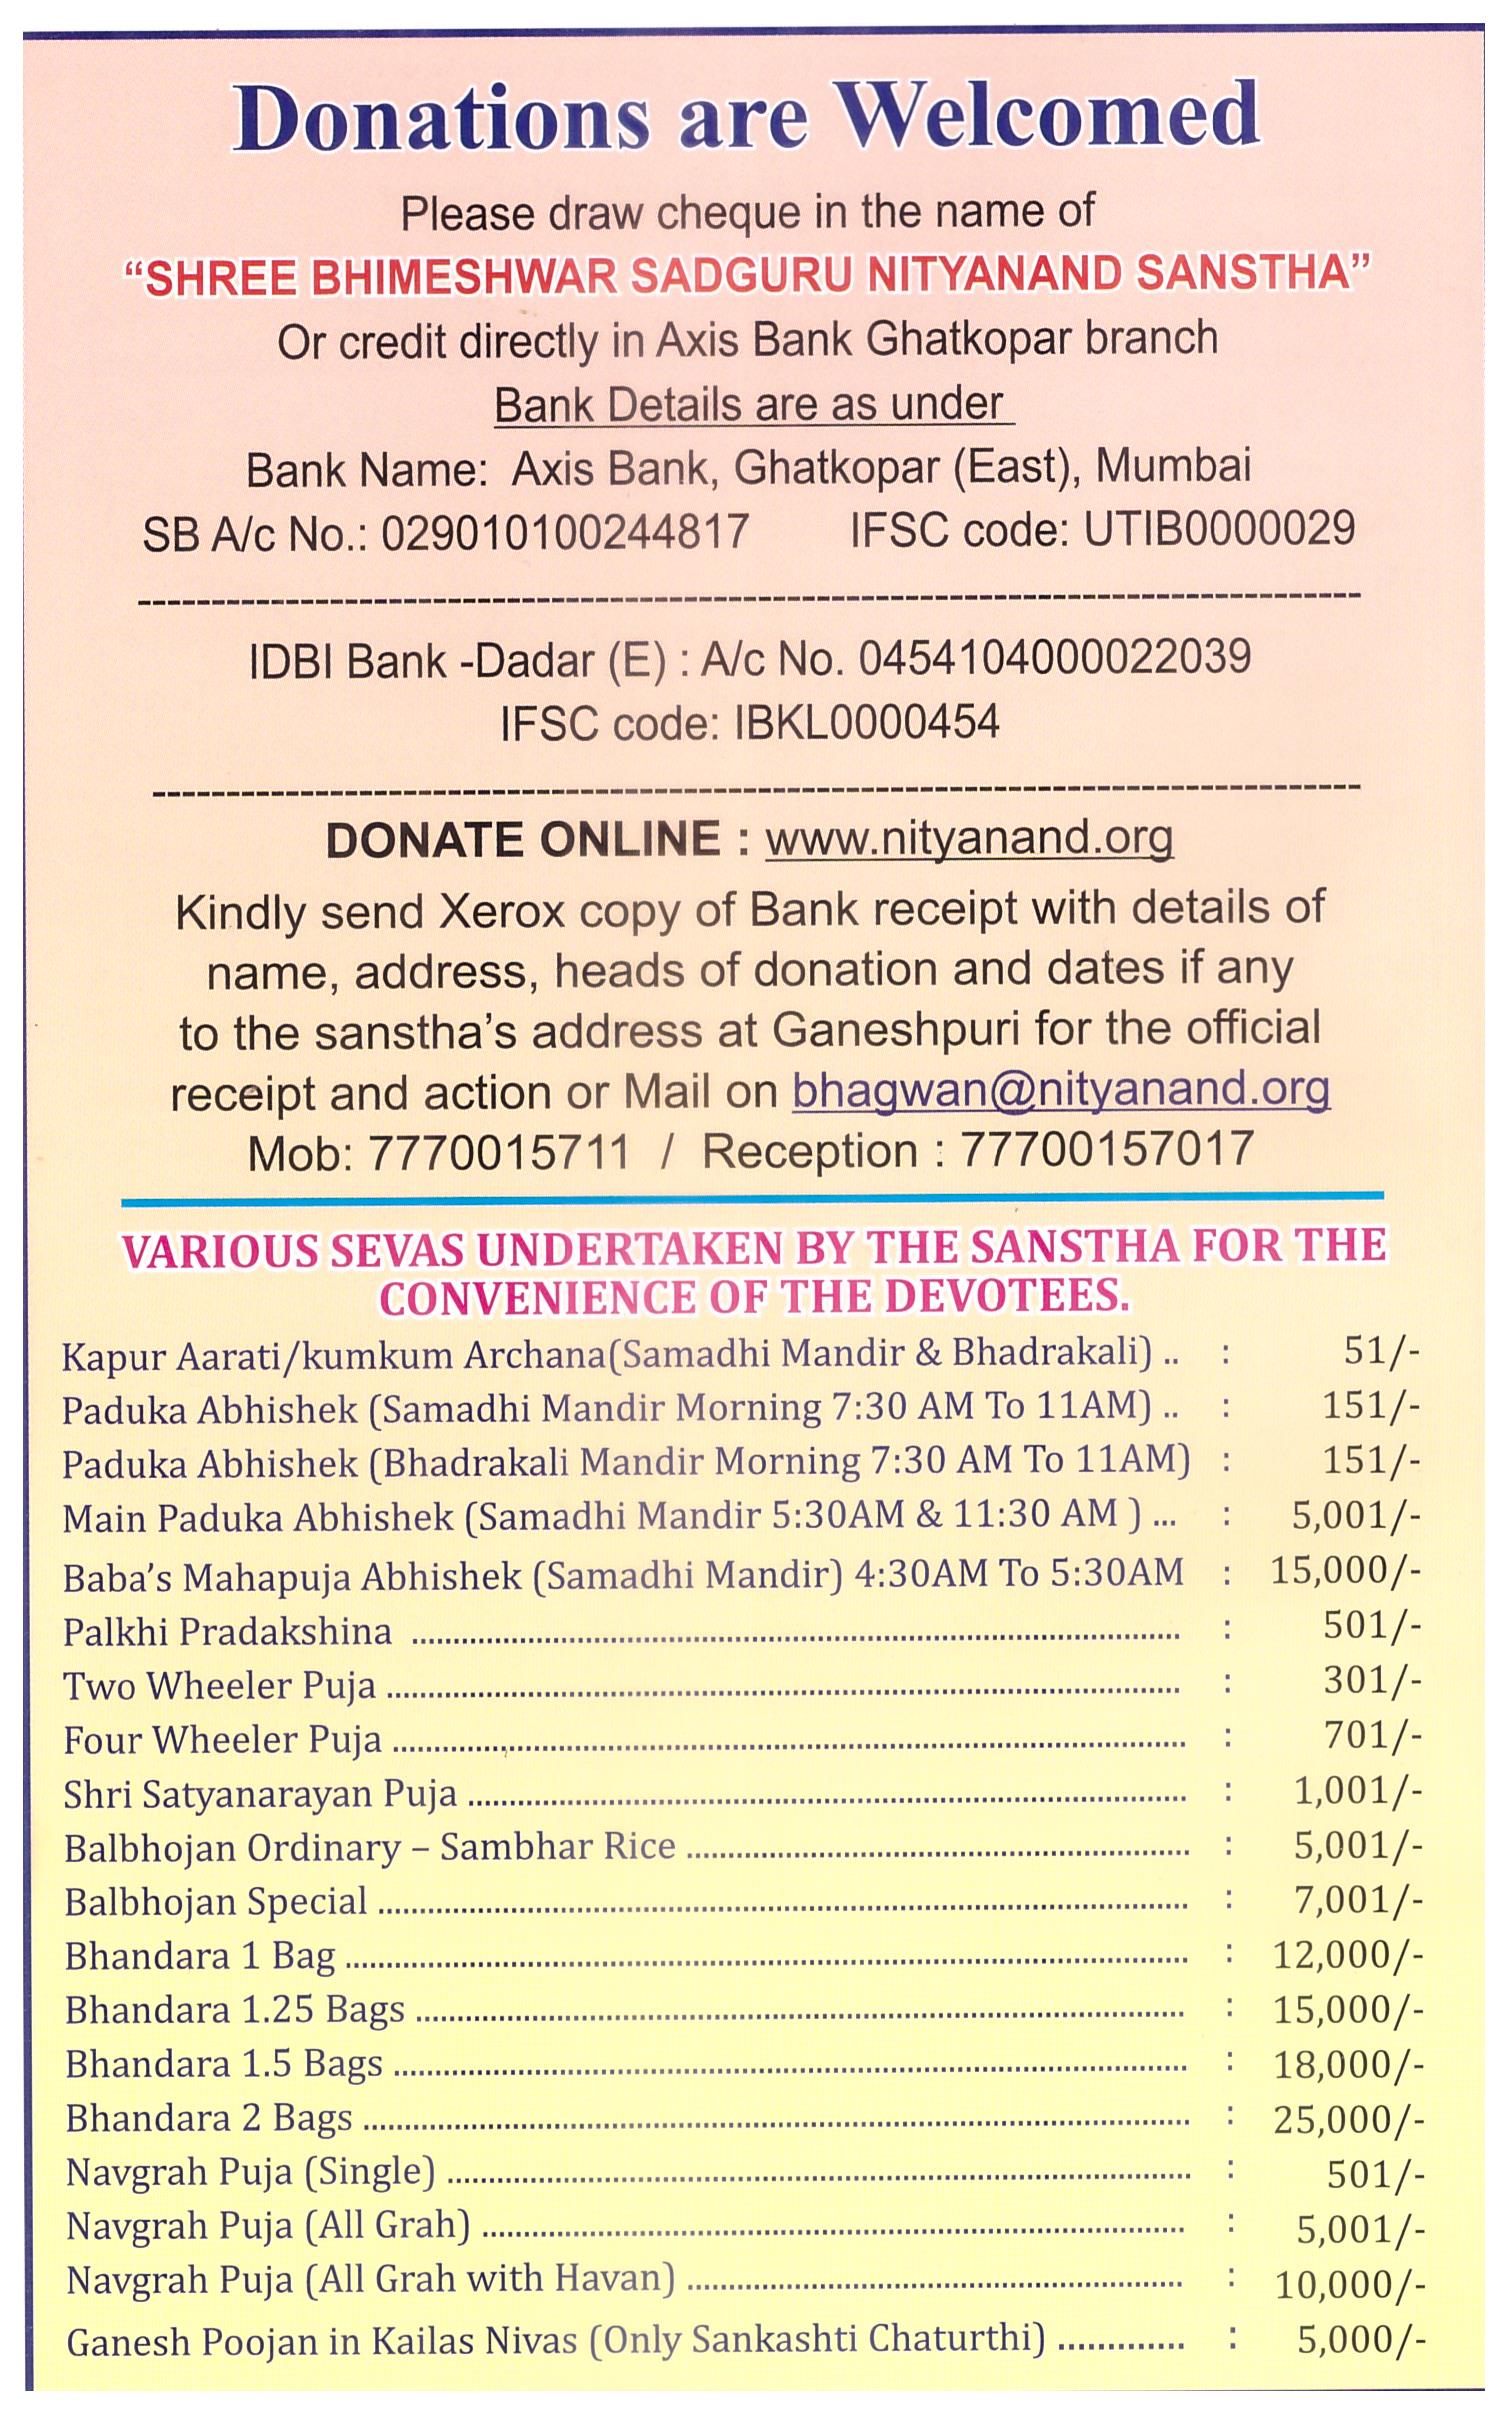 Donations are Welcomed
Please draw cheque in the name of
“SHREE BHIMESHWAR SADGURU NITYANAND SANSTHA”
Or credit directly in Axis Bank Ghatkopar branch
Bank Details are as under
Bank Name: Axis Bank, Ghatkopar (East), Mumbai
SB A/c No.: 029010100244817 IFSC code: UTIB0000029
IDBI Bank -Dadar (E) : A/c No. 0454104000022039
IFSC code: IBKL0000454
DONATE ONLINE : www.nityanand.org
Kindly send Xerox copy of Bank receipt with details of
name, address, heads of donation and dates if any
to the sanstha’s address at Ganeshpuri for the official
receipt and action or Mail on bhagwan@nityanand.org
Mob: 7770015711 / Reception : 77700157017
VARIOUS SEVAS UNDERTAKEN BY THE SANSTHA FOR THE
CONVENIENCE OF THE DEVOTEES.
Kapur Aarati/kumkum Archana(Samadhi Mandir & Bhadrakali) .. : 51/-
Paduka Abhishek (Samadhi Mandir Morning 7:30 AM To 11AM) .. : 151/-
Paduka Abhishek (Bhadrakali Mandir Morning 7:30 AM To 11AM) : 151/-
Main Paduka Abhishek (Samadhi Mandir 5:30AM & 11:30 AM ) ... : 5,001/-
Baba’s Mahapuja Abhishek (Samadhi Mandir) 4:30AM To 5:30AM : 15,000/-
Palkhi Pradakshina ........ : 501/-
Two Wheeler Puja ........ : 301/-
Four Wheeler Puja ........ : 701/-
Shri Satyanarayan Puja ........ : 1,001/-
Balbhojan Ordinary – Sambhar Rice ........ : 5,001/-
Balbhojan Special ........ : 7,001/-
Bhandara 1 Bag ........ : 12,000/-
Bhandara 1.25 Bags ........ : 15,000/-
Bhandara 1.5 Bags ........ : 18,000/-
Bhandara 2 Bags ........ : 25,000/-
Navgrah Puja (Single) ........ : 501/-
Navgrah Puja (All Grah) ........ : 5,001/-
Navgrah Puja (All Grah with Havan) ........ : 10,000/-
Ganesh Poojan in Kailas Nivas (Only Sankashti Chaturthi) ............. : 5,000/-